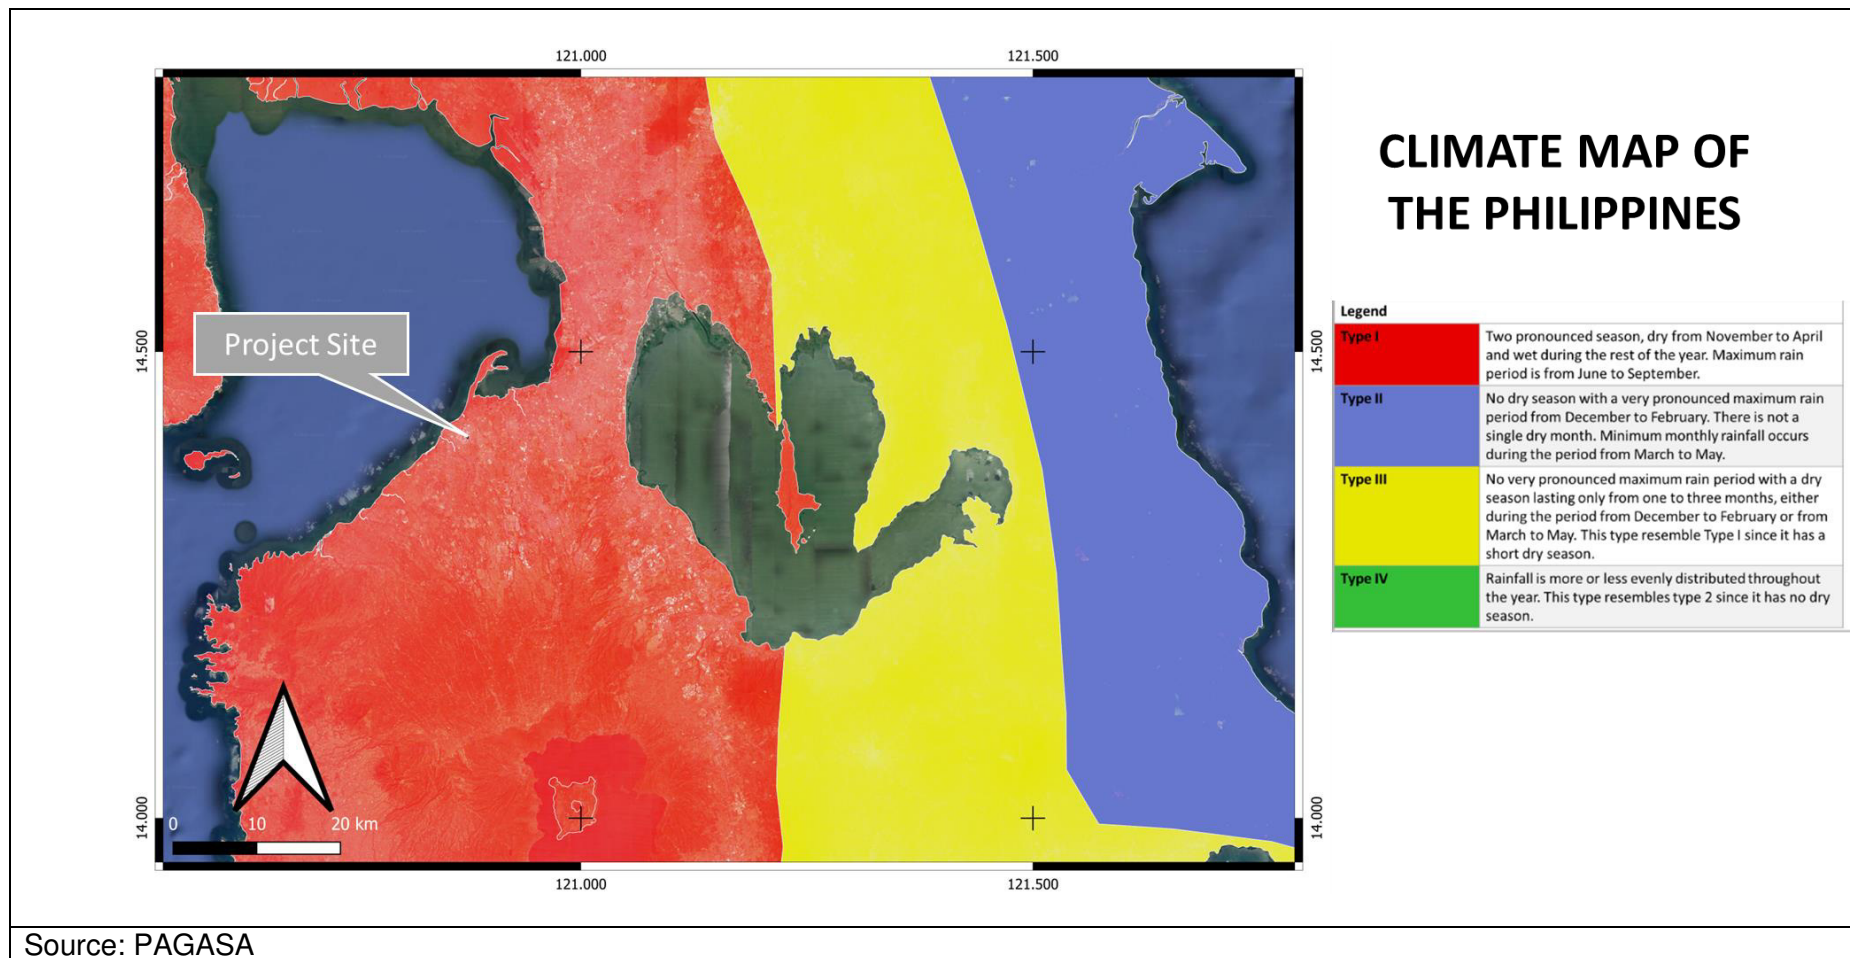 121.000
121.500
CLIMATE MAP OF
THE PHILIPPINES
14.500
14.500
Project Site
Legend
Type I
Two pronounced season, dry from November to April
and wet during the rest of the year. Maximum rain
period is from June to September.
Type II
No dry season with a very pronounced maximum rain
period from December to February. There is not a
single dry month. Minimum monthly rainfall occurs
during the period from March to May.
Type III
No very pronounced maximum rain period with a dry
season lasting only from one to three months, either
during the period from December to February or from
March to May. This type resemble Type I since it has a
short dry season.
Type IV
Rainfall is more or less evenly distributed throughout
the year. This type resembles type 2 since it has no dry
season.
14.000
14.000
0 10 20 km
121.000
121.500
Source: PAGASA